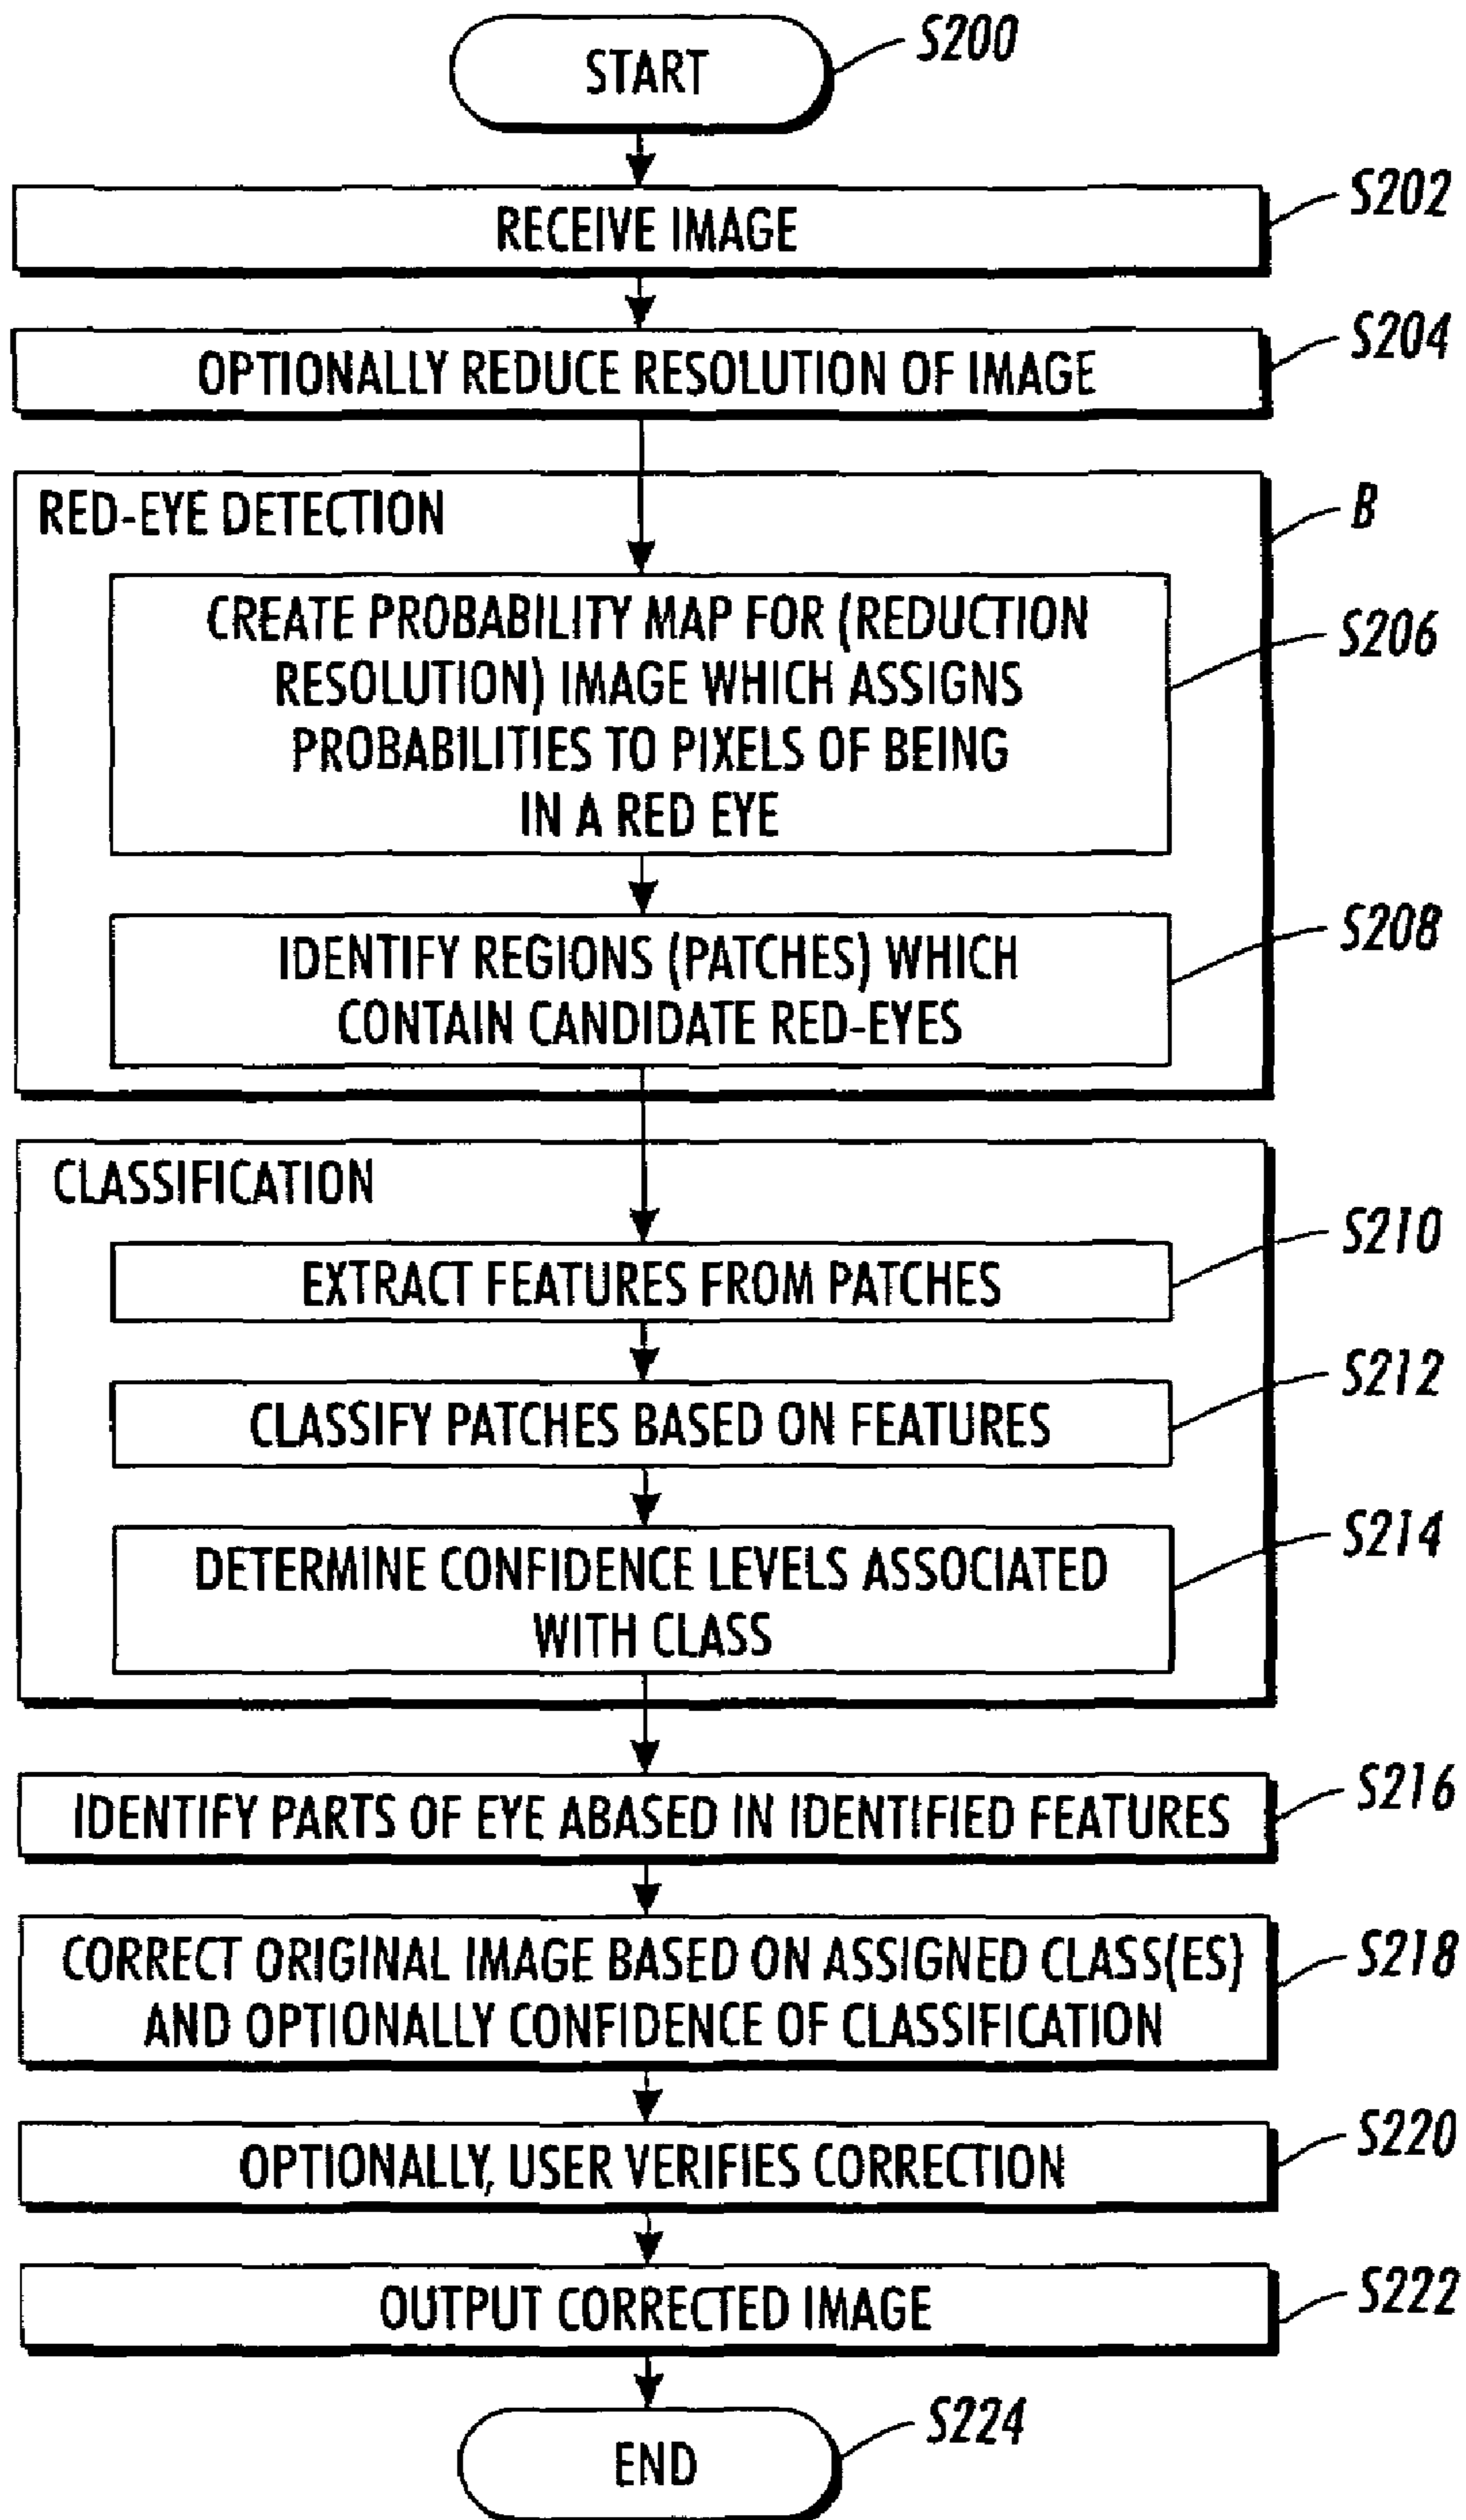 START
S200
RECEIVE IMAGE
S202
OPTIONALLY REDUCE RESOLUTION OF IMAGE
S204
RED-EYE DETECTION
B
CREATE PROBABILITY MAP FOR (REDUCTION
RESOLUTION) IMAGE WHICH ASSIGNS
PROBABILITIES TO PIXELS OF BEING
IN A RED EYE
S206
IDENTIFY REGIONS (PATCHES) WHICH
CONTAIN CANDIDATE RED-EYES
S208
CLASSIFICATION
EXTRACT FEATURES FROM PATCHES
S210
CLASSIFY PATCHES BASED ON FEATURES
S212
DETERMINE CONFIDENCE LEVELS ASSOCIATED
WITH CLASS
S214
IDENTIFY PARTS OF EYE ABASED IN IDENTIFIED FEATURES
S216
CORRECT ORIGINAL IMAGE BASED ON ASSIGNED CLASS(ES)
AND OPTIONALLY CONFIDENCE OF CLASSIFICATION
S218
OPTIONALLY, USER VERIFIES CORRECTION
S220
OUTPUT CORRECTED IMAGE
S222
END
S224